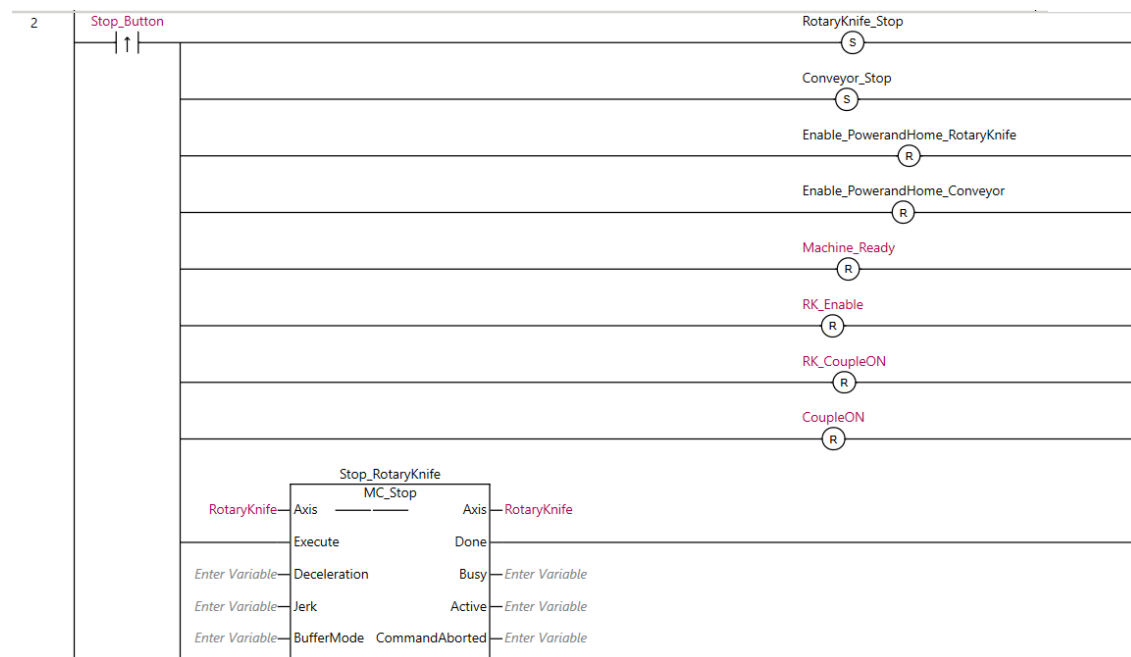 2
Stop_Button
RotaryKnife_Stop
S
Conveyor_Stop
S
Enable_PowerandHome_RotaryKnife
R
Enable_PowerandHome_Conveyor
R
Machine_Ready
R
RK_Enable
R
RK_CoupleON
R
CoupleON
R
Stop_RotaryKnife
MC_Stop
RotaryKnife Axis Axis RotaryKnife
Execute Done
Enter Variable Deceleration Busy Enter Variable
Enter Variable Jerk Active Enter Variable
Enter Variable BufferMode CommandAborted Enter Variable